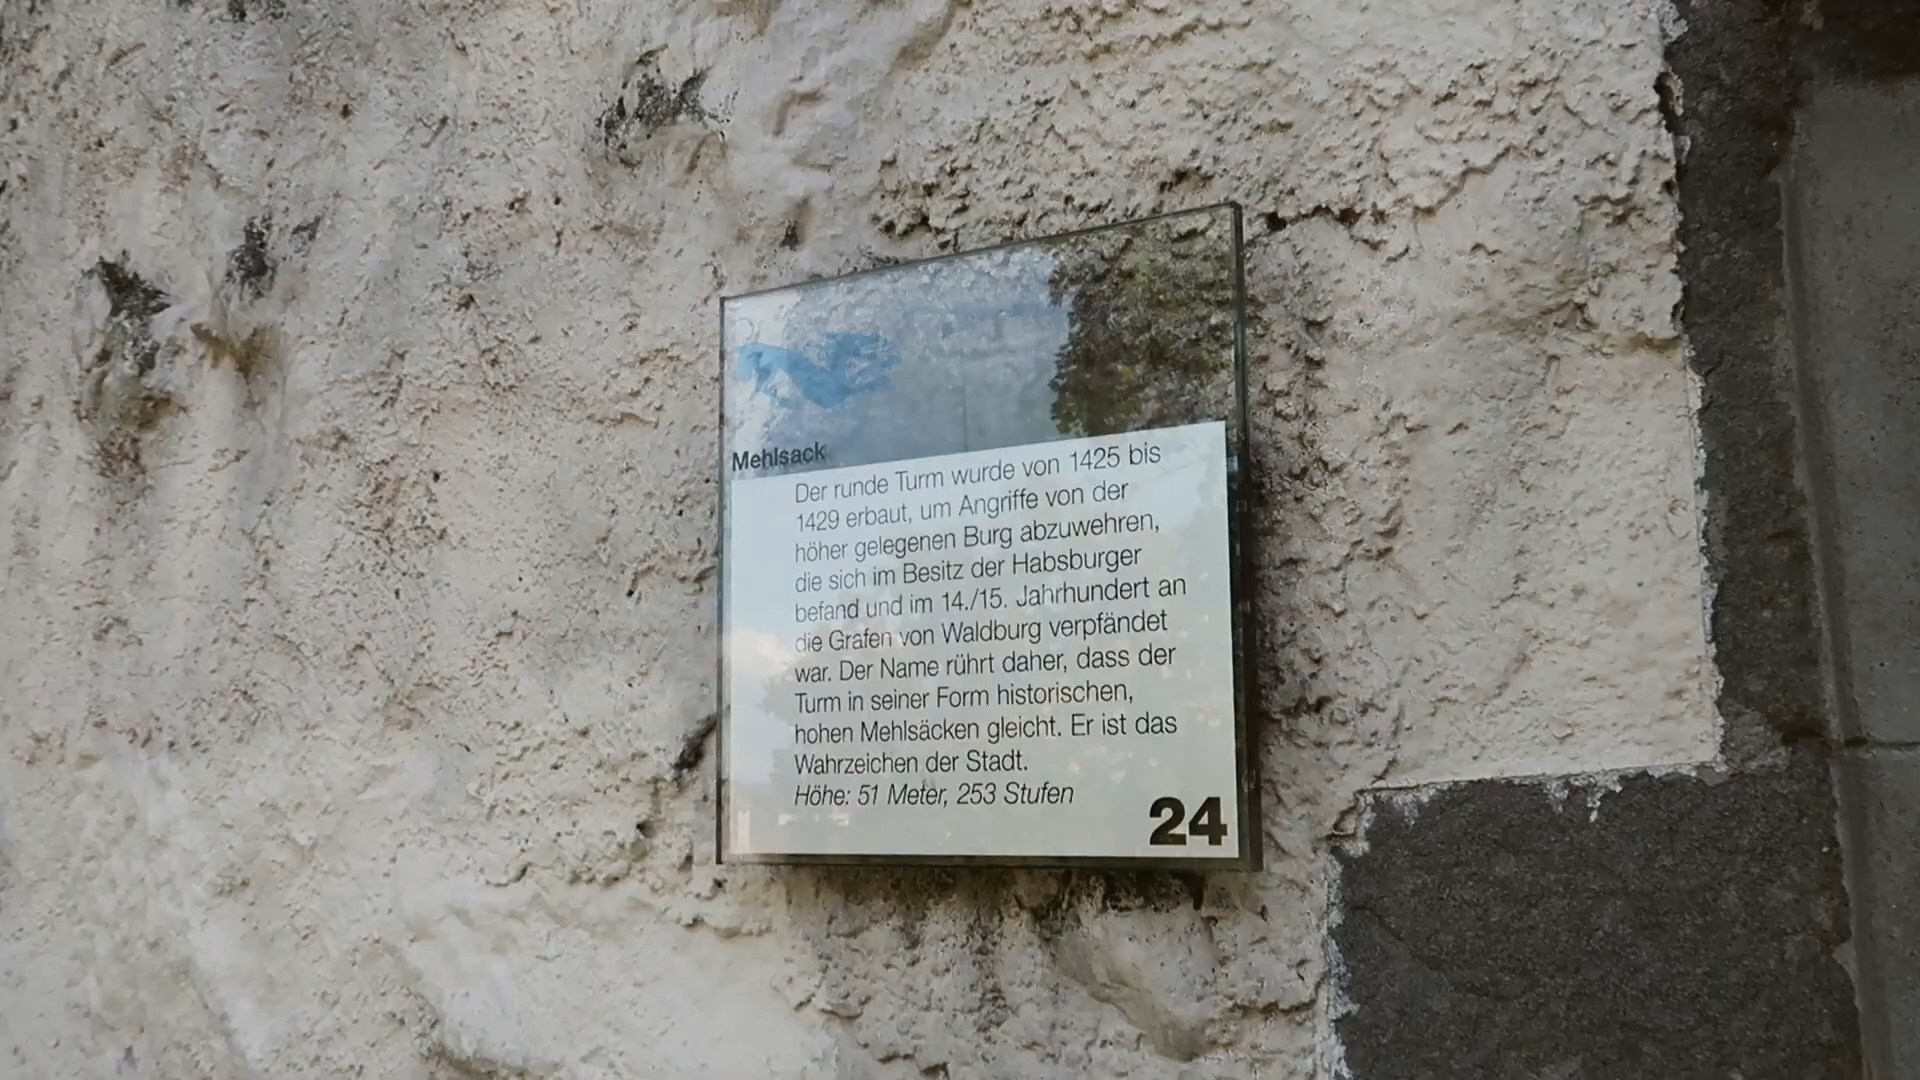 Mehlsack
Der runde Turm wurde von 1425 bis
1429 erbaut, um Angriffe von der
höher gelegenen Burg abzuwehren,
die sich im Besitz der Habsburger
befand und im 14./15. Jahrhundert an
die Grafen von Waldburg verpfändet
war. Der Name rührt daher, dass der
Turm in seiner Form historischen,
hohen Mehlsäcken gleicht. Er ist das
Wahrzeichen der Stadt.
Höhe: 51 Meter, 253 Stufen
24